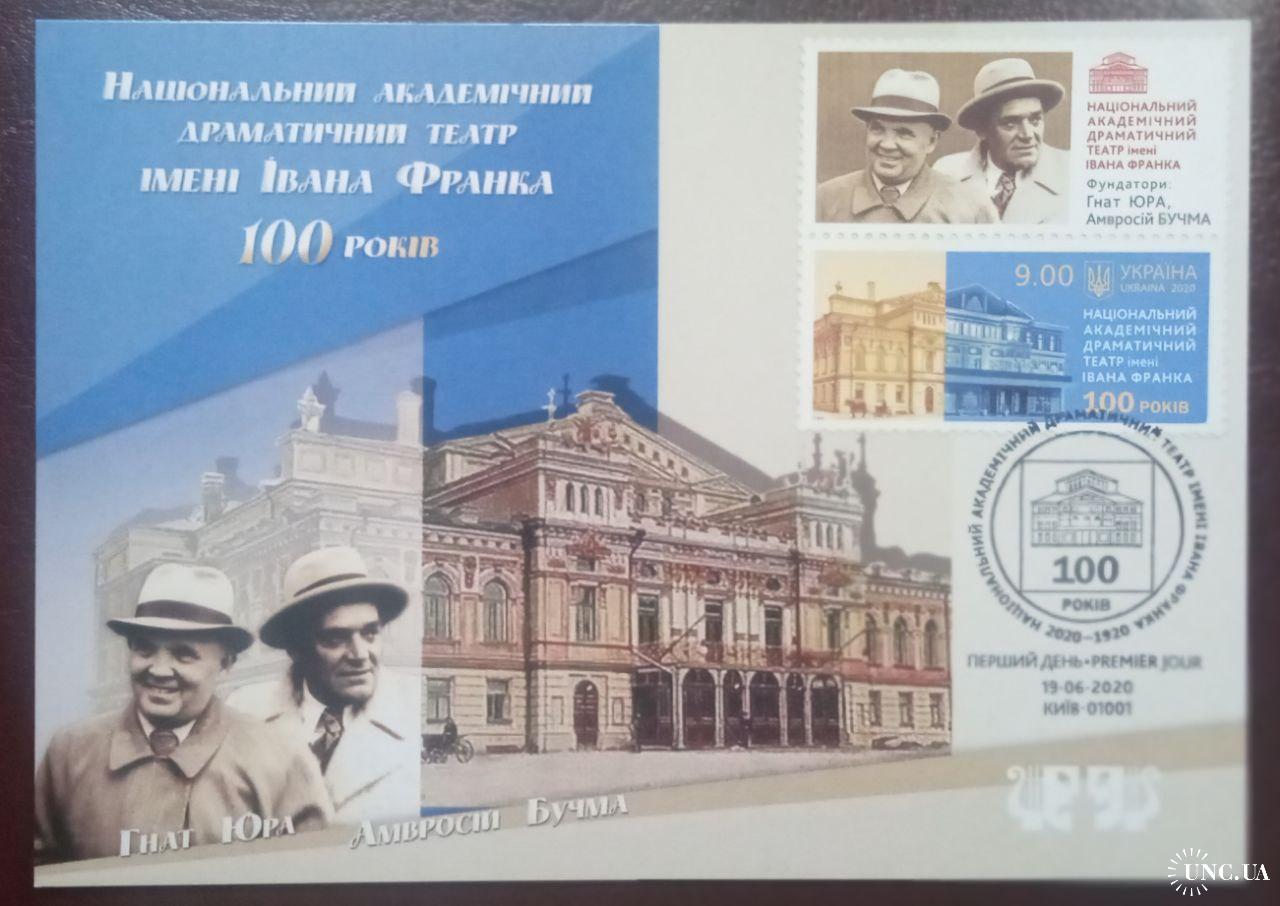 Національний академічний
драматичний театр
імені Івана Франка
100 років
Гнат Юра
Амвросій Бучма
НАЦІОНАЛЬНИЙ
АКАДЕМІЧНИЙ
ДРАМАТИЧНИЙ
ТЕАТР імені
ІВАНА ФРАНКА
Фундатори:
Гнат ЮРА,
Амвросій БУЧМА
9.00
УКРАЇНА
UKRAINA 2020
НАЦІОНАЛЬНИЙ
АКАДЕМІЧНИЙ
ДРАМАТИЧНИЙ
ТЕАТР імені
ІВАНА ФРАНКА
100 РОКІВ
НАЦІОНАЛЬНИЙ АКАДЕМІЧНИЙ ДРАМАТИЧНИЙ ТЕАТР ІМЕНІ ІВАНА ФРАНКА
2020–1920
100
РОКІВ
ПЕРШИЙ ДЕНЬ•PREMIER JOUR
19-06-2020
КИЇВ-01001
UNC.UA